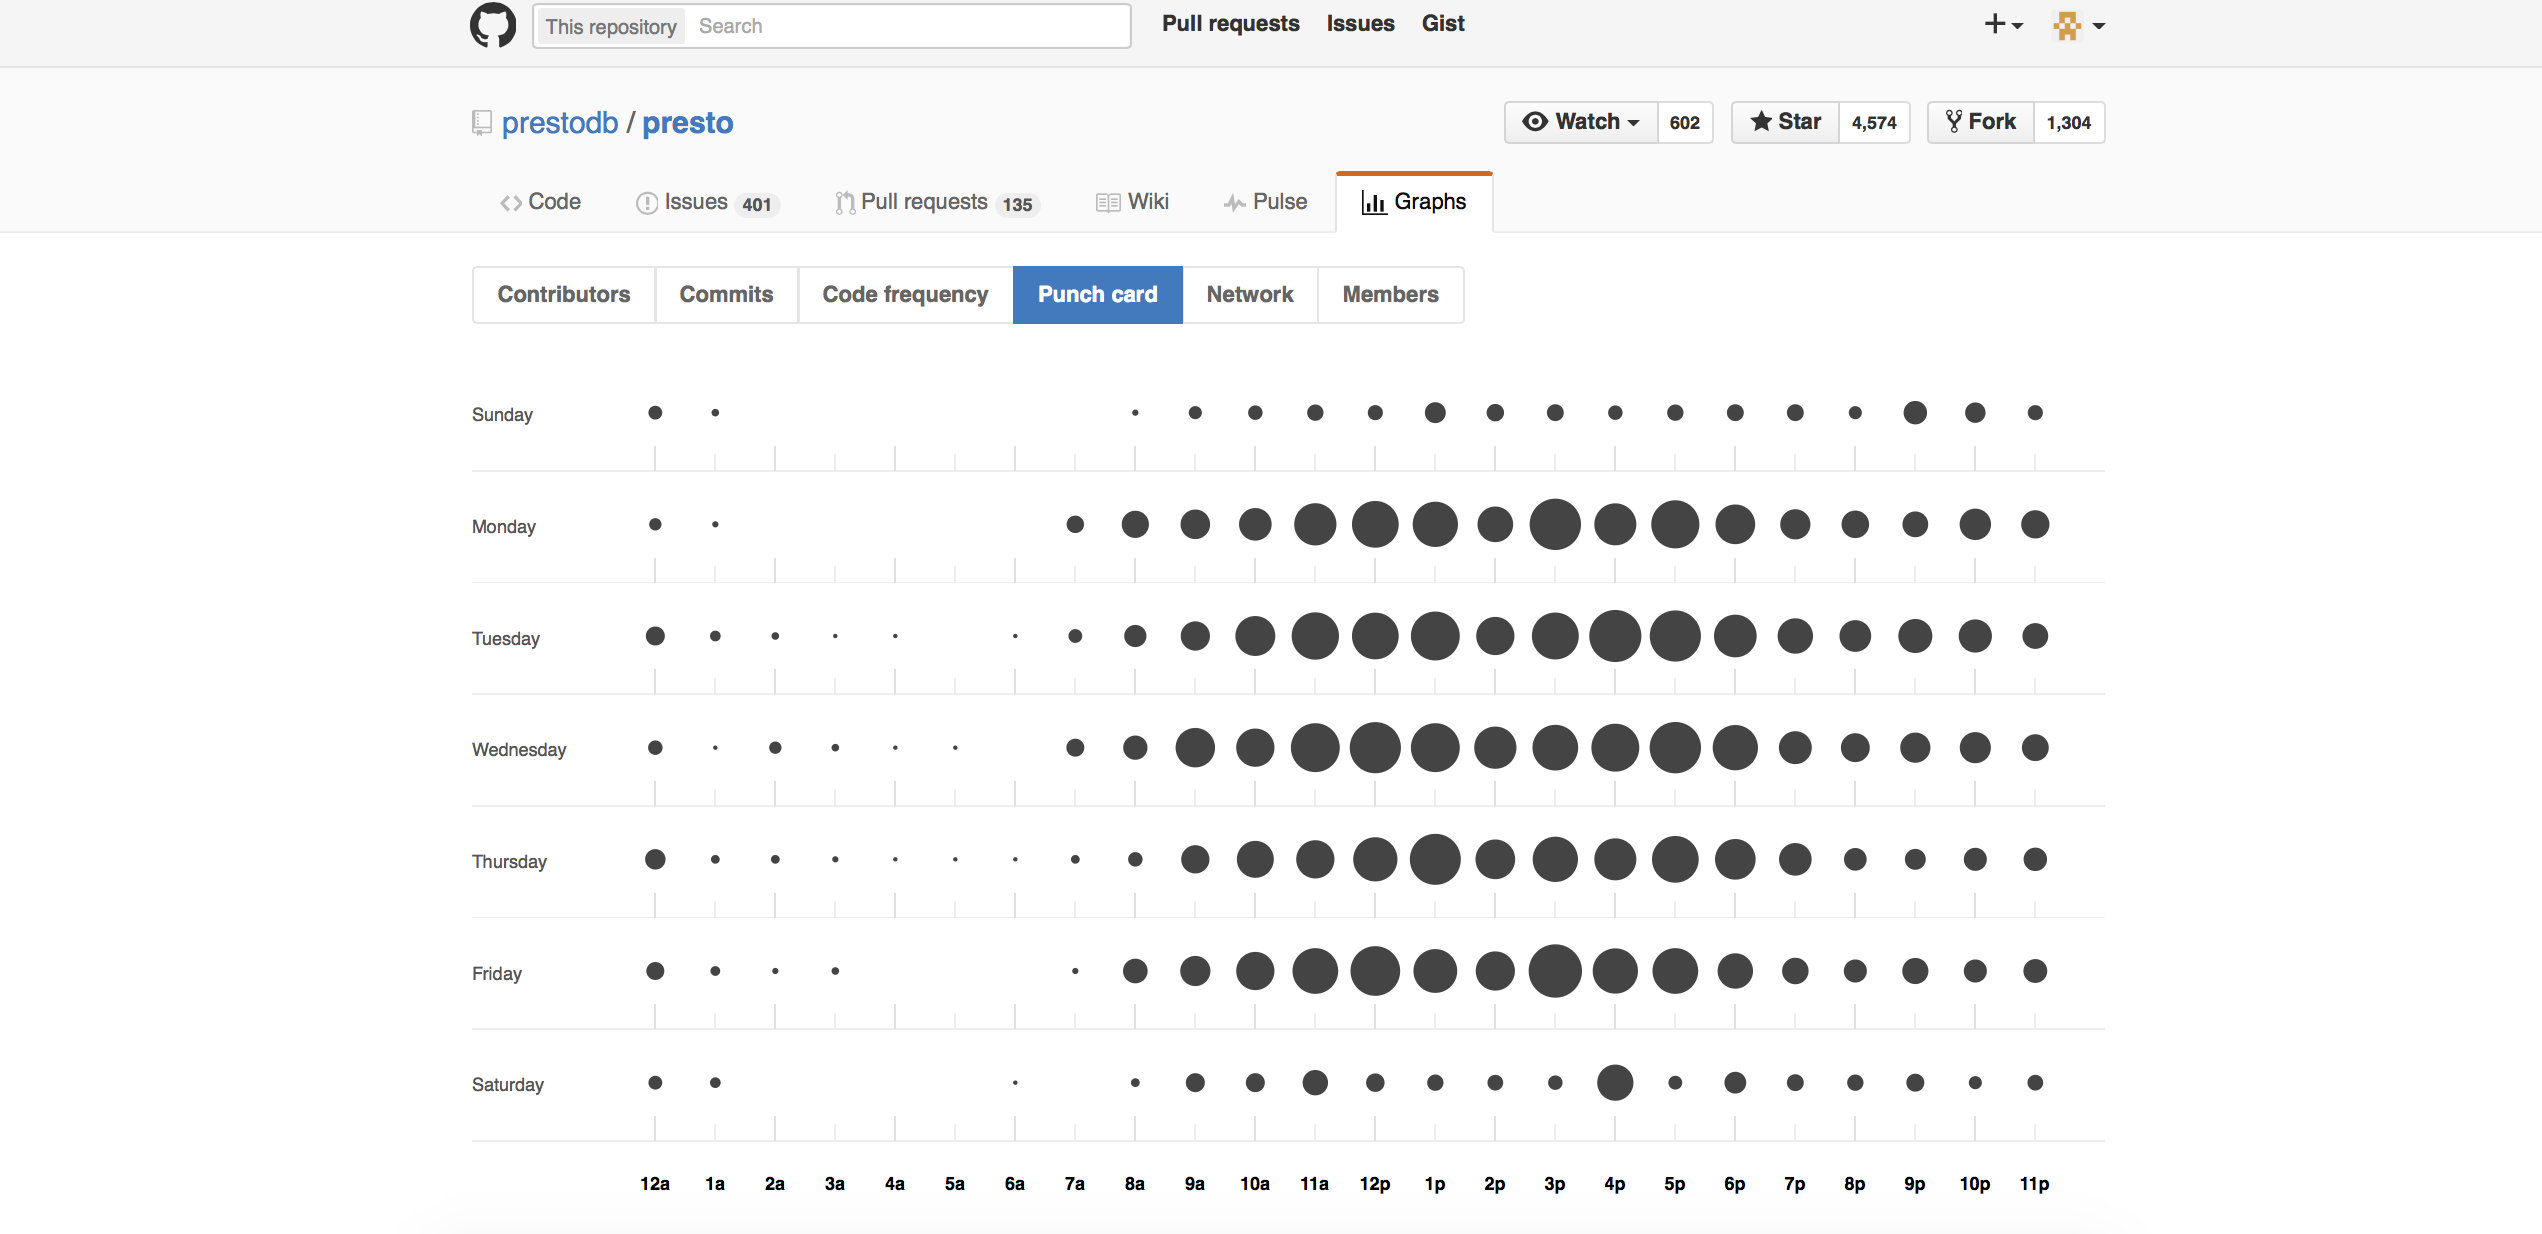 This repository Search Pull requests Issues Gist
prestodb / presto Watch 602 Star 4,574 Fork 1,304
Code Issues 401 Pull requests 135 Wiki Pulse Graphs
Contributors Commits Code frequency Punch card Network Members
Sunday
Monday
Tuesday
Wednesday
Thursday
Friday
Saturday
12a 1a 2a 3a 4a 5a 6a 7a 8a 9a 10a 11a 12p 1p 2p 3p 4p 5p 6p 7p 8p 9p 10p 11p